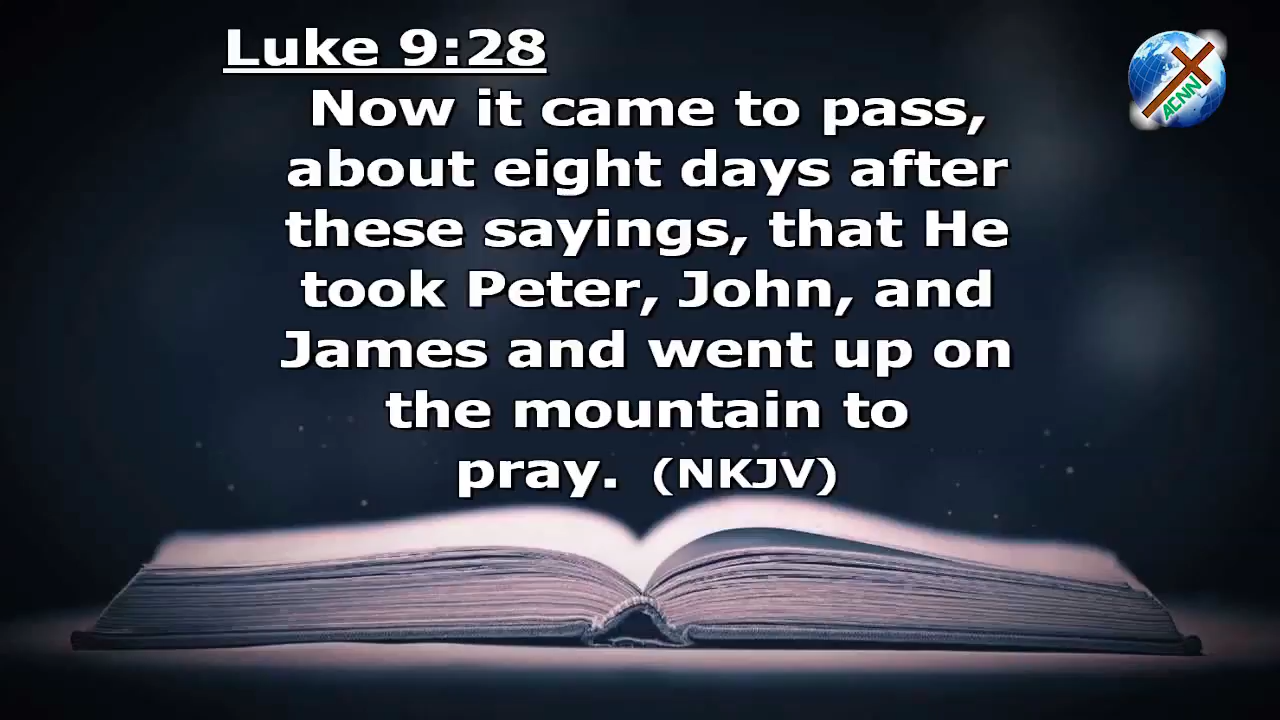 Luke 9:28
Now it came to pass,
about eight days after
these sayings, that He
took Peter, John, and
James and went up on
the mountain to
pray. (NKJV)
ACNN